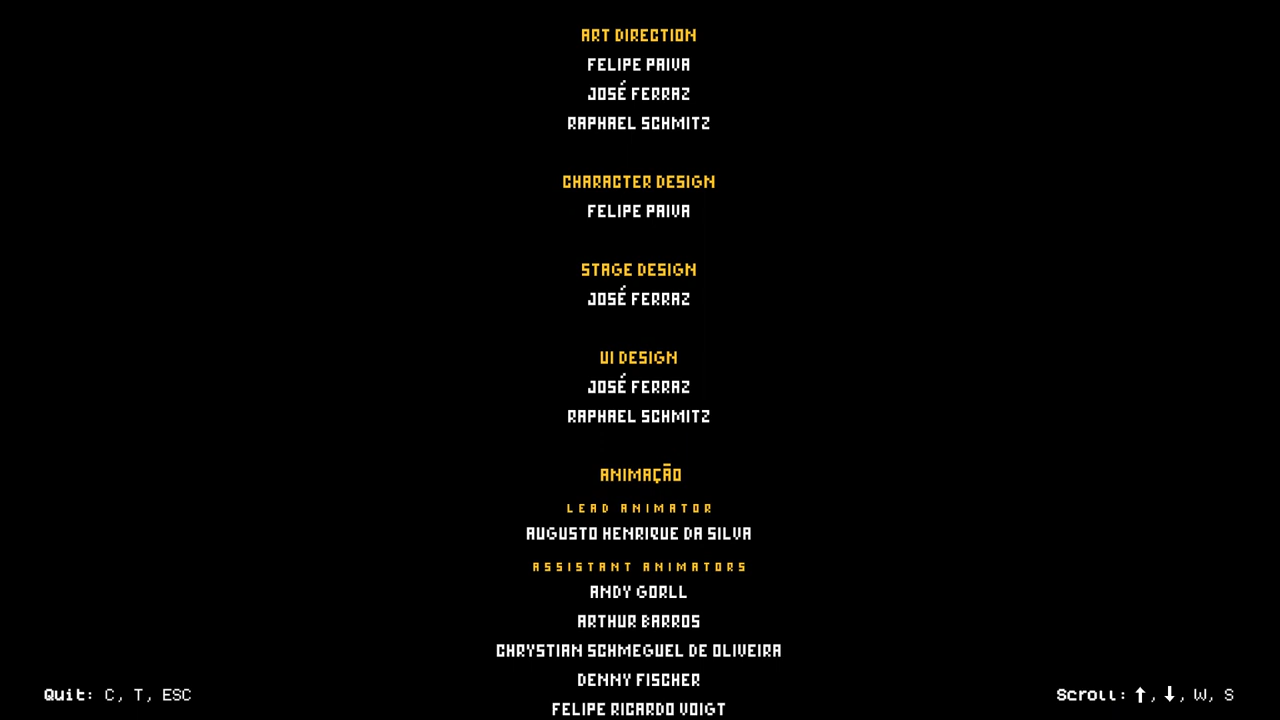 ART DIRECTION
FELIPE PAIVA
JOSÉ FERRAZ
RAPHAEL SCHMITZ
CHARACTER DESIGN
FELIPE PAIVA
STAGE DESIGN
JOSÉ FERRAZ
UI DESIGN
JOSÉ FERRAZ
RAPHAEL SCHMITZ
ANIMAÇÃO
LEAD ANIMATOR
AUGUSTO HENRIQUE DA SILVA
ASSISTANT ANIMATORS
ANDY GORLL
ARTHUR BARROS
CHRYSTIAN SCHMEGUEL DE OLIVEIRA
DENNY FISCHER
FELIPE RICARDO VOIGT
Quit: C, T, ESC
Scroll: ↑, ↓, W, S